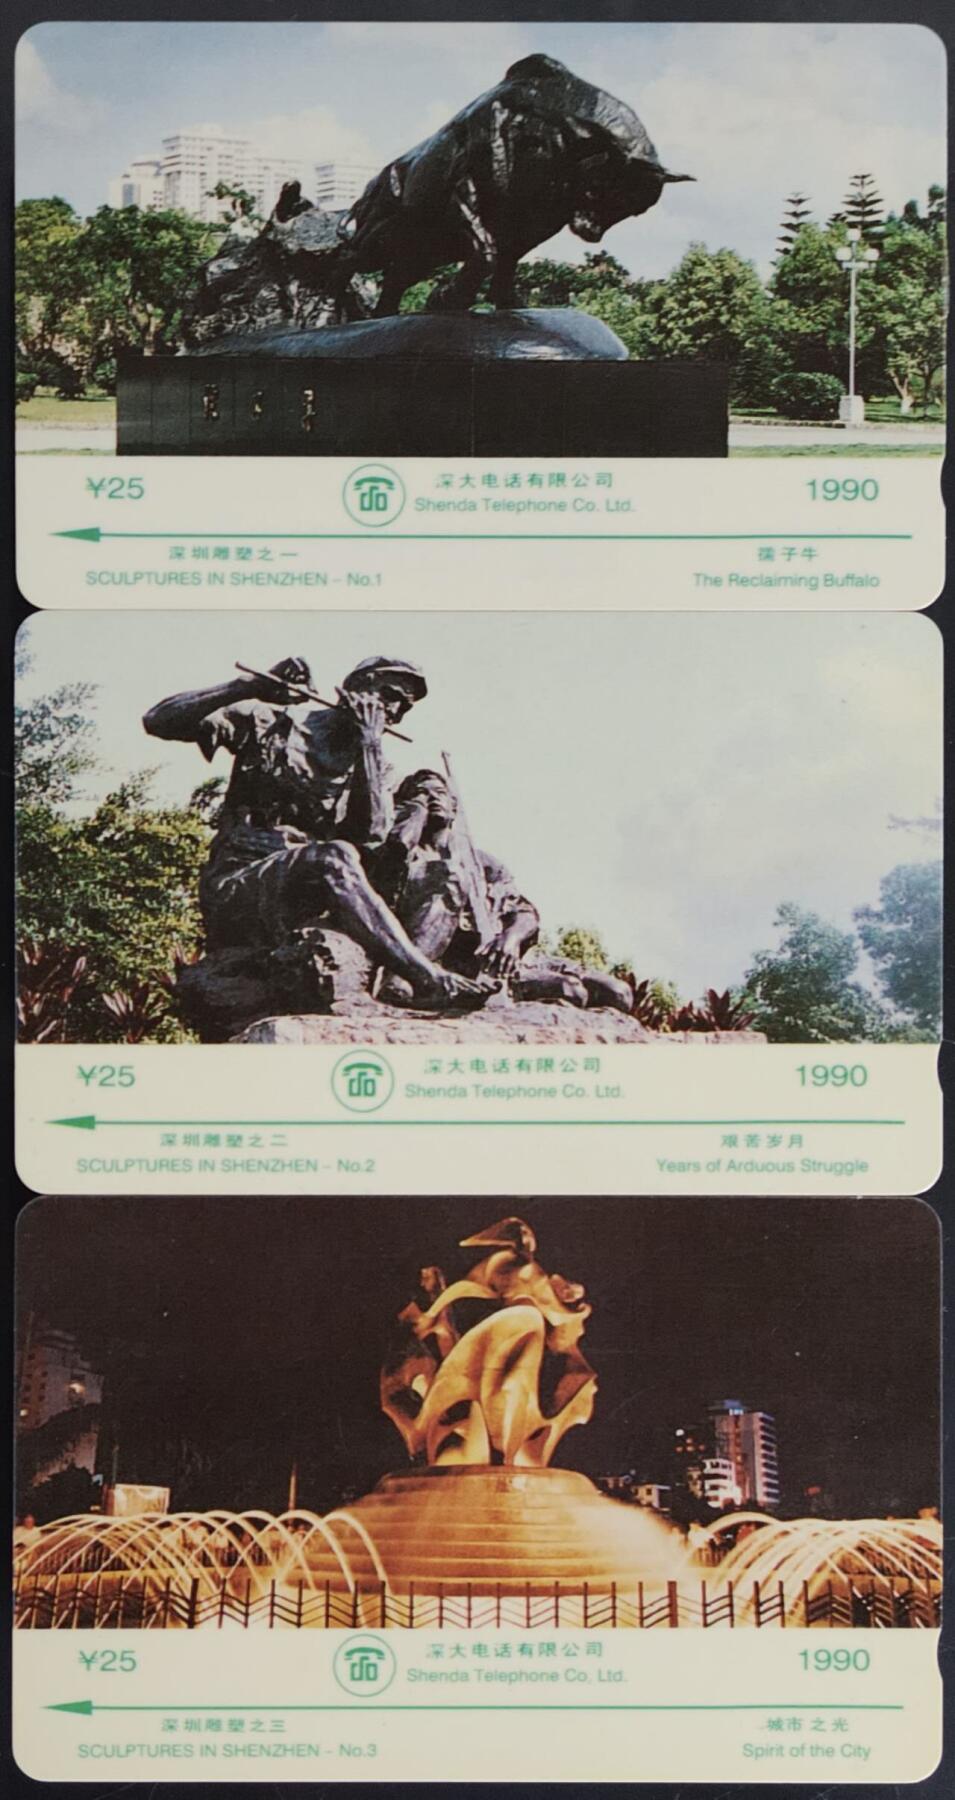 孺子牛
¥25
深大电话有限公司
Shenda Telephone Co. Ltd.
1990
深圳雕塑之一
SCULPTURES IN SHENZHEN – No.1
孺子牛
The Reclaiming Buffalo
¥25
深大电话有限公司
Shenda Telephone Co. Ltd.
1990
深圳雕塑之二
SCULPTURES IN SHENZHEN – No.2
艰苦岁月
Years of Arduous Struggle
¥25
深大电话有限公司
Shenda Telephone Co. Ltd.
1990
深圳雕塑之三
SCULPTURES IN SHENZHEN – No.3
城市之光
Spirit of the City